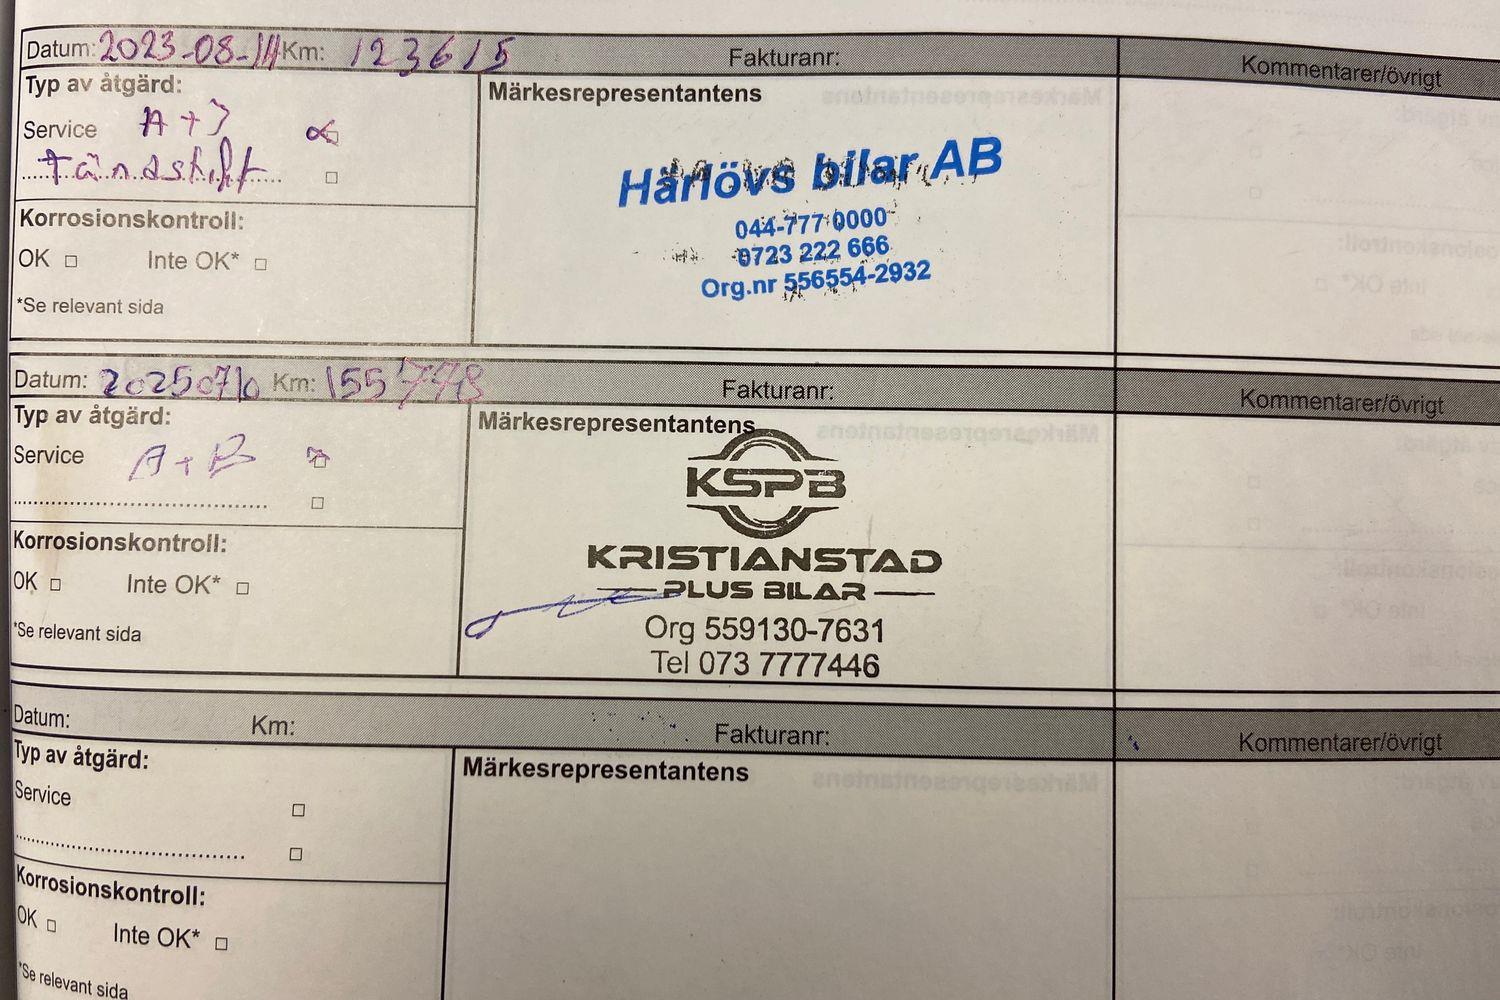 Datum: 2023-08-14 Km: 123615 Fakturanr: Kommentarer/övrigt
Typ av åtgärd:
Service A+3
tändstift
Korrosionskontroll:
OK Inte OK*
*Se relevant sida
Märkesrepresentantens
Härlövs bilar AB
044-777 0000
0723 222 666
Org.nr 556554-2932
Datum: 20250710 Km: 155778 Fakturanr: Kommentarer/övrigt
Typ av åtgärd:
Service A+B
Korrosionskontroll:
OK Inte OK*
*Se relevant sida
Märkesrepresentantens
KSPB
KRISTIANSTAD
PLUS BILAR
Org 559130-7631
Tel 073 7777446
Datum: Km: Fakturanr: Kommentarer/övrigt
Typ av åtgärd:
Service
Korrosionskontroll:
OK Inte OK*
*Se relevant sida
Märkesrepresentantens